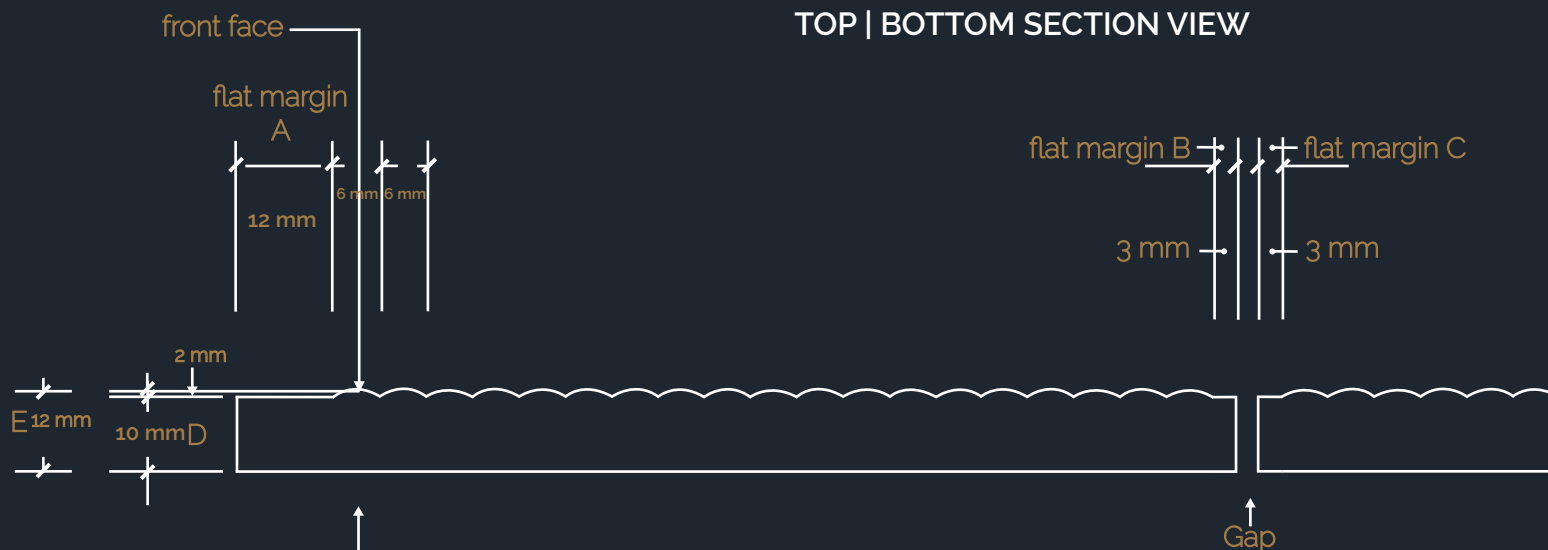 TOP | BOTTOM SECTION VIEW
front face
flat margin
A
flat margin B
flat margin C
6 mm
6 mm
12 mm
3 mm
3 mm
2 mm
E 12 mm
10 mm D
Gap